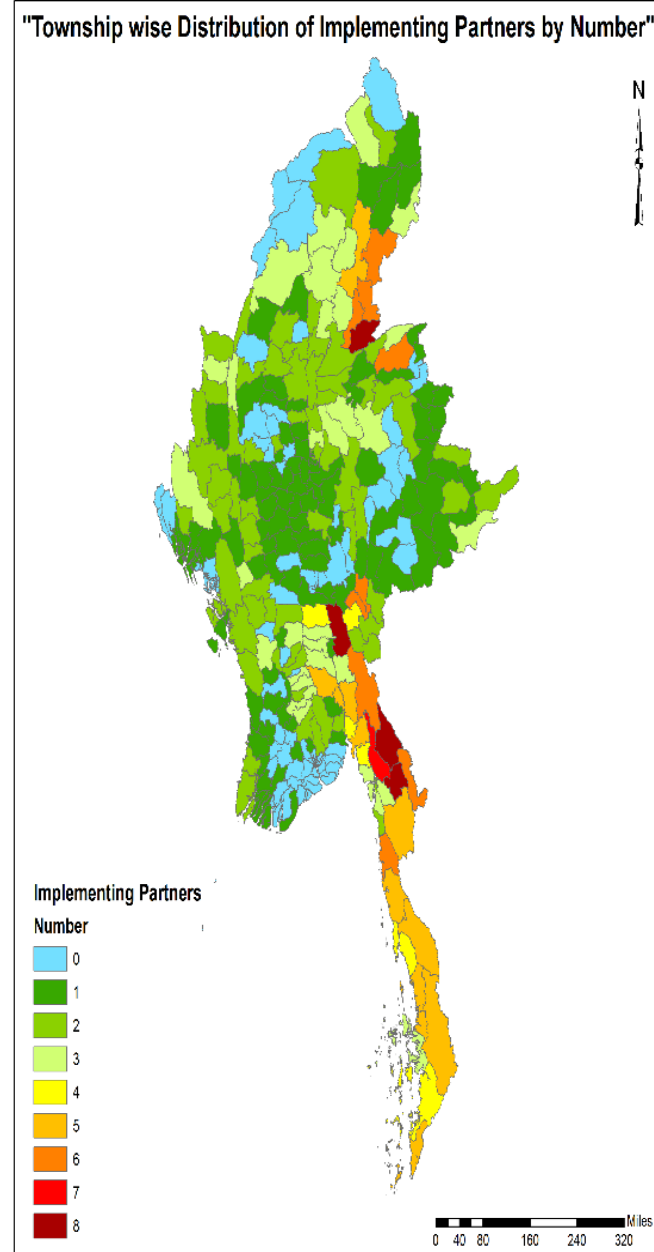 "Township wise Distribution of Implementing Partners by Number"
N
Implementing Partners
Number
0
1
2
3
4
5
6
7
8
Miles
0 40 80 160 240 320